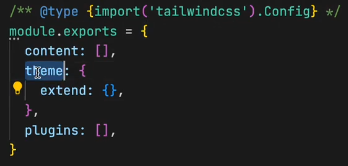 /** @type {import('tailwindcss').Config} */
module.exports = {
  content: [],
  theme: {
    extend: {},
  },
  plugins: [],
}